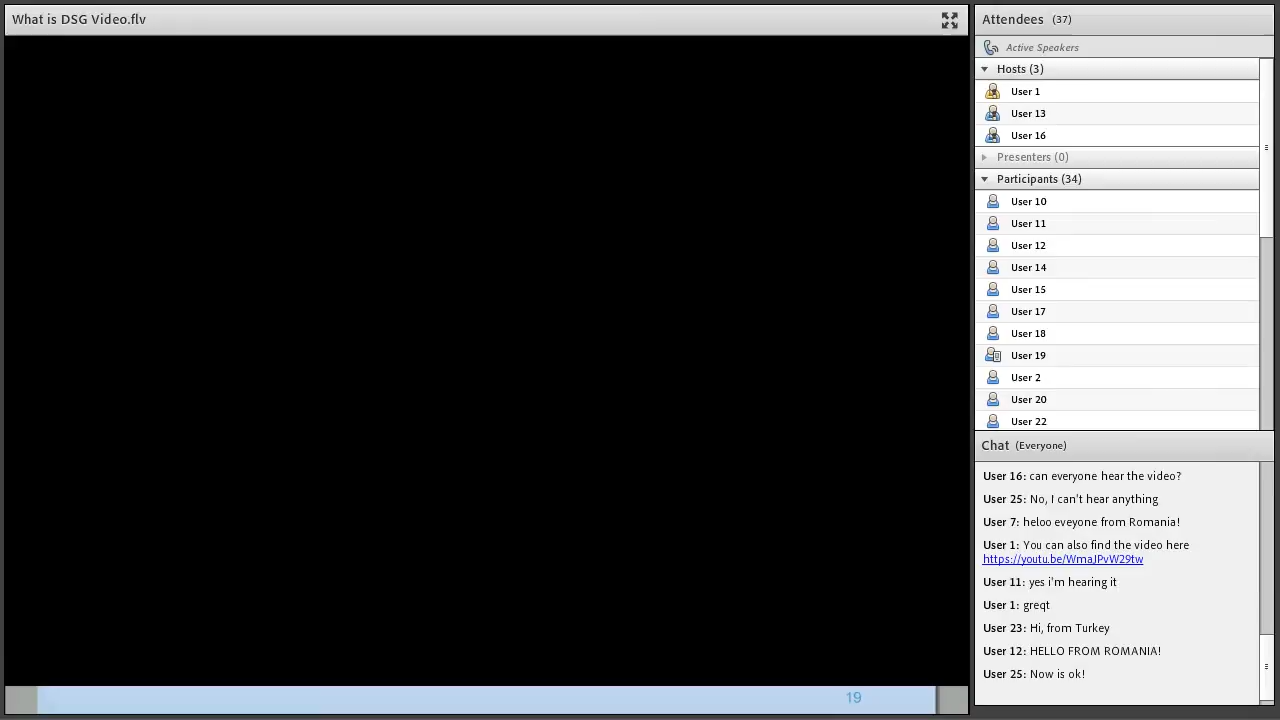 What is DSG Video.flv
19
Attendees (37)
Active Speakers
Hosts (3)
User 1
User 13
User 16
Presenters (0)
Participants (34)
User 10
User 11
User 12
User 14
User 15
User 17
User 18
User 19
User 2
User 20
User 22
Chat (Everyone)
User 16: can everyone hear the video?
User 25: No, I can't hear anything
User 7: heloo eveyone from Romania!
User 1: You can also find the video here
https://youtu.be/WmaJPvW29tw
User 11: yes i'm hearing it
User 1: greqt
User 23: Hi, from Turkey
User 12: HELLO FROM ROMANIA!
User 25: Now is ok!